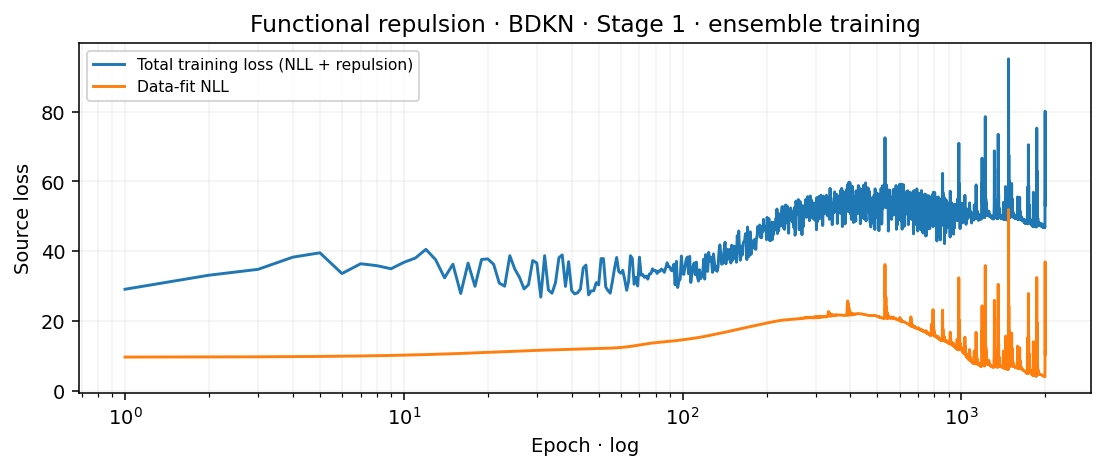 Functional repulsion · BDKN · Stage 1 · ensemble training
Total training loss (NLL + repulsion)
Data-fit NLL
Source loss
80
60
40
20
0
10⁰ 10¹ 10² 10³
Epoch · log